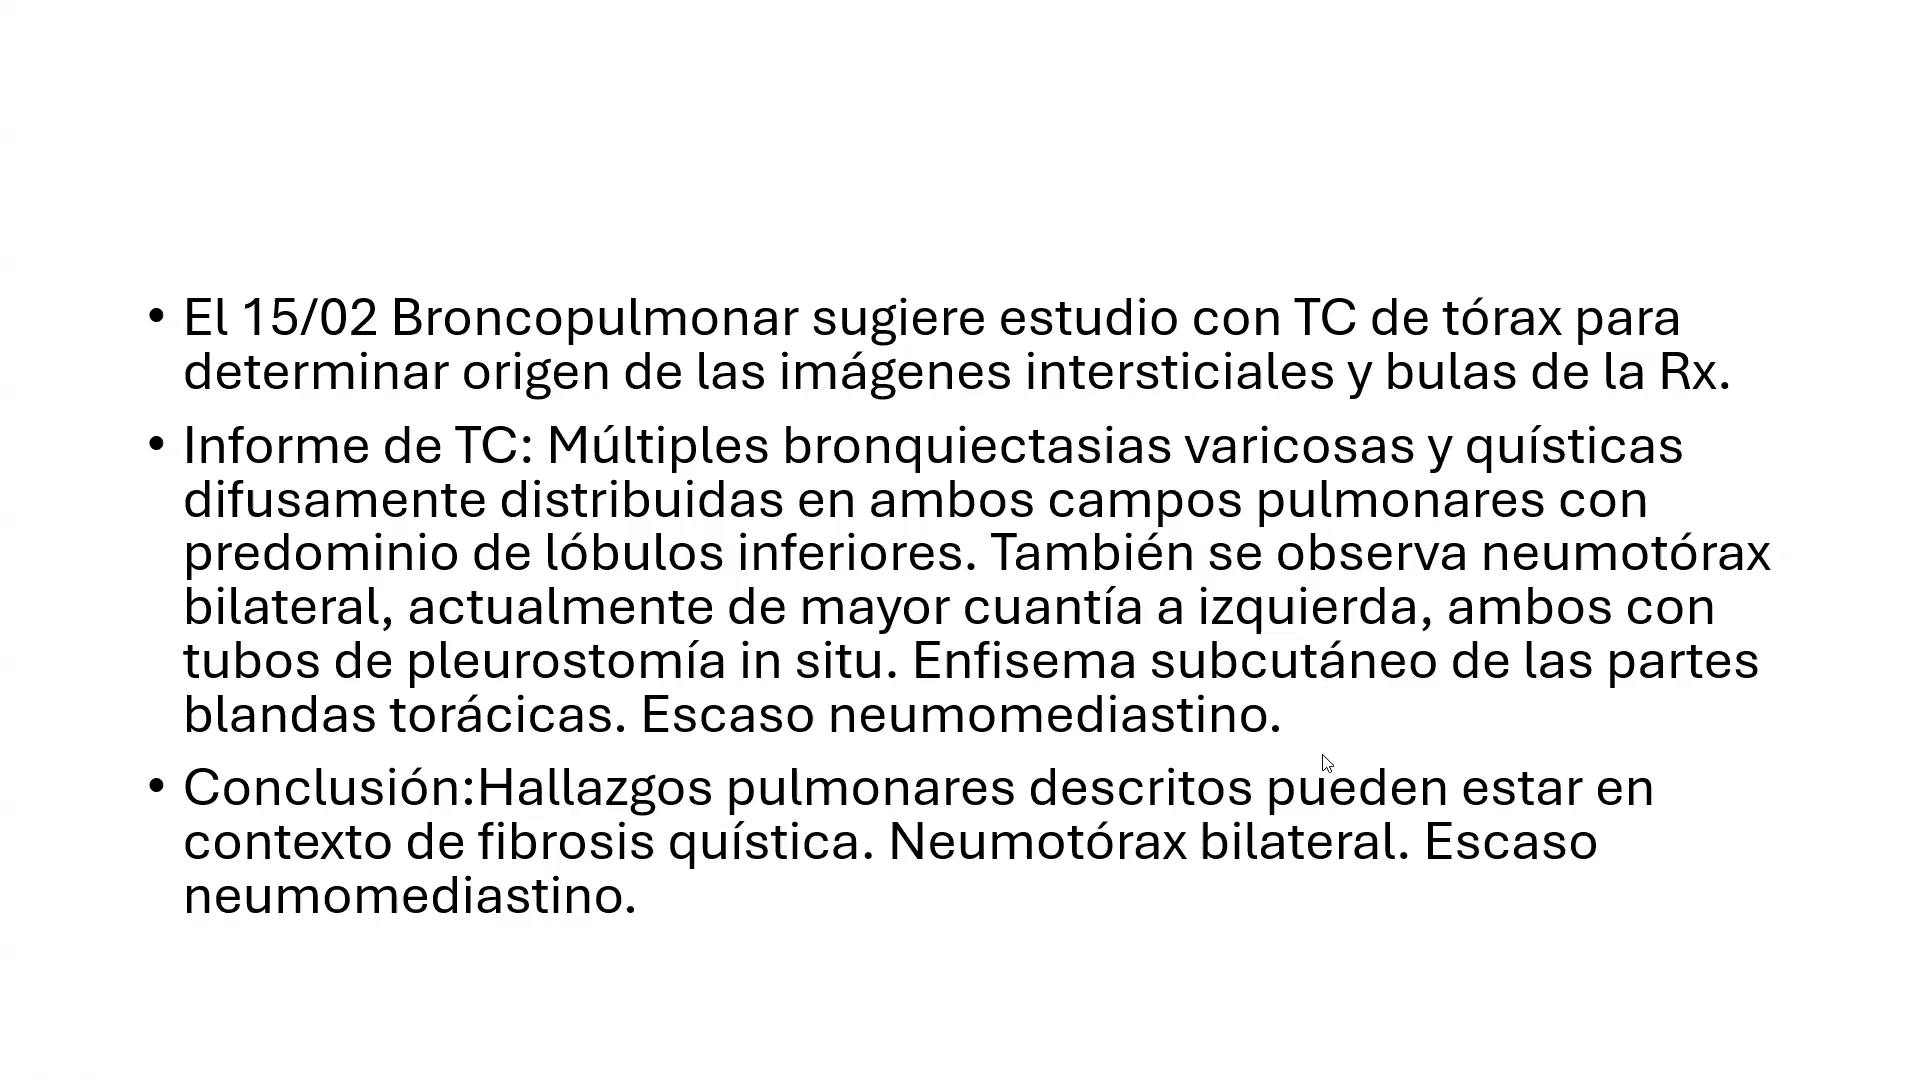 • El 15/02 Broncopulmonar sugiere estudio con TC de tórax para
determinar origen de las imágenes intersticiales y bulas de la Rx.
• Informe de TC: Múltiples bronquiectasias varicosas y quísticas
difusamente distribuidas en ambos campos pulmonares con
predominio de lóbulos inferiores. También se observa neumotórax
bilateral, actualmente de mayor cuantía a izquierda, ambos con
tubos de pleurostomía in situ. Enfisema subcutáneo de las partes
blandas torácicas. Escaso neumomediastino.
• Conclusión:Hallazgos pulmonares descritos pueden estar en
contexto de fibrosis quística. Neumotórax bilateral. Escaso
neumomediastino.